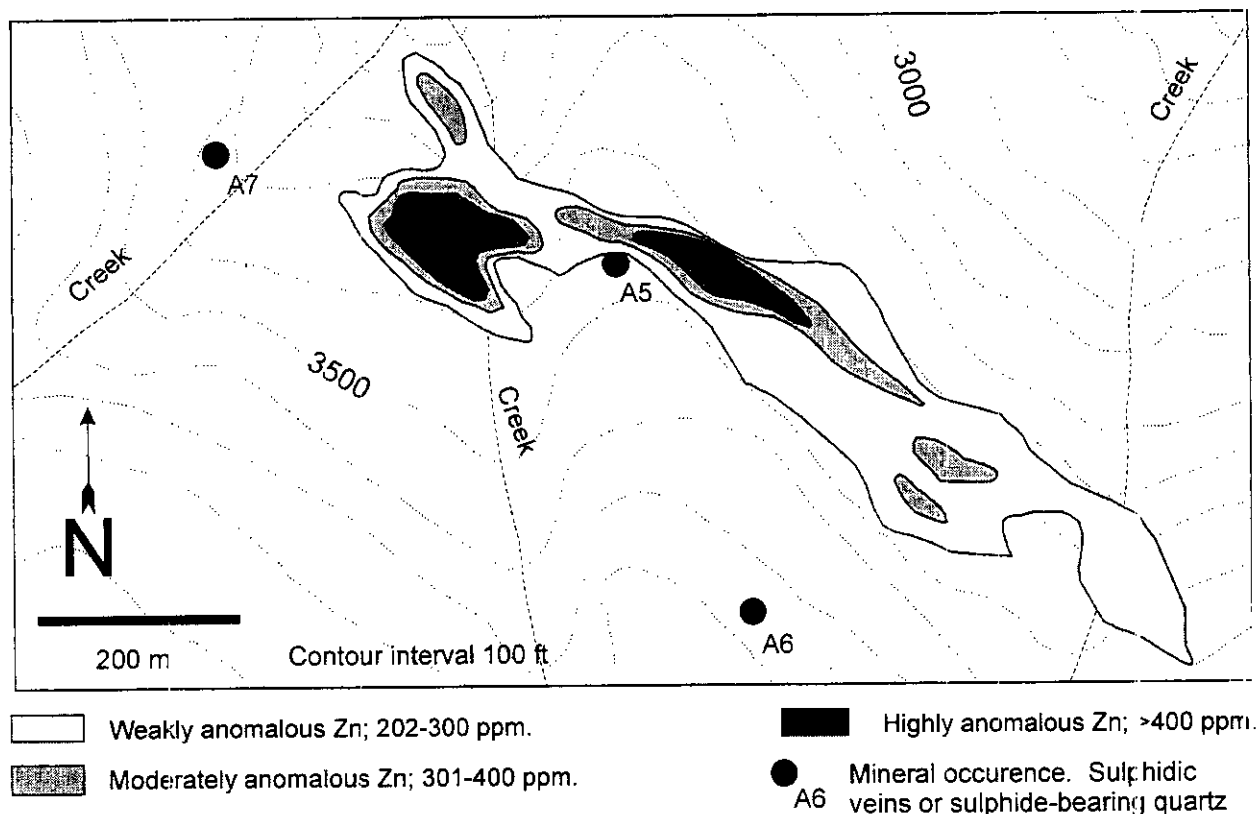 3000
Creek
A7
Creek
A5
3500
Creek
N
A6
200 m
Contour interval 100 ft
Weakly anomalous Zn; 202-300 ppm.
Highly anomalous Zn; >400 ppm.
Moderately anomalous Zn; 301-400 ppm.
A6
Mineral occurence. Sulphidic
veins or sulphide-bearing quartz